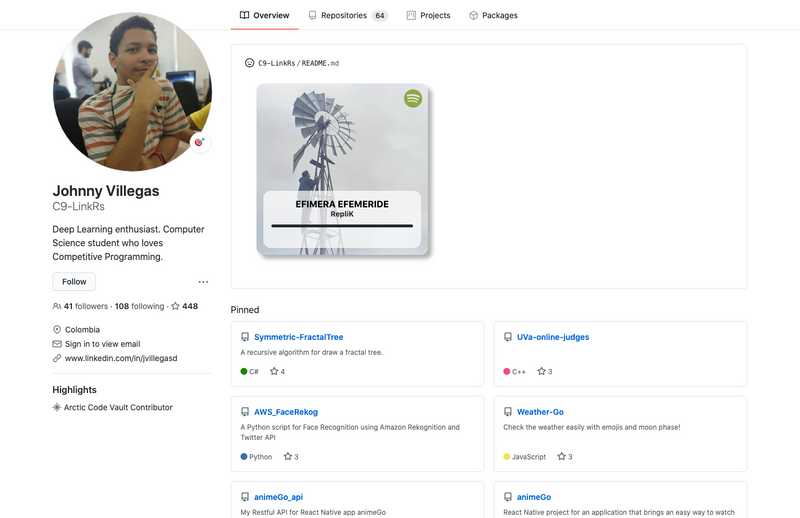 Overview
Repositories 64
Projects
Packages
Johnny Villegas
C9-LinkRs
Deep Learning enthusiast. Computer
Science student who loves
Competitive Programming.
Follow
41 followers · 108 following · 448
Colombia
Sign in to view email
www.linkedin.com/in/jvillegasd
Highlights
Arctic Code Vault Contributor
C9-LinkRs/README.md
EFIMERA EFEMERIDE
RepliK
Pinned
Symmetric-FractalTree
A recursive algorithm for draw a fractal tree.
C# 4
UVa-online-judges
C++ 3
AWS_FaceRekog
A Python script for Face Recognition using Amazon Rekognition and
Twitter API
Python 3
Weather-Go
Check the weather easily with emojis and moon phase!
JavaScript 3
animeGo_api
My Restful API for React Native app animeGo
animeGo
React Native project for an application that brings an easy way to watch